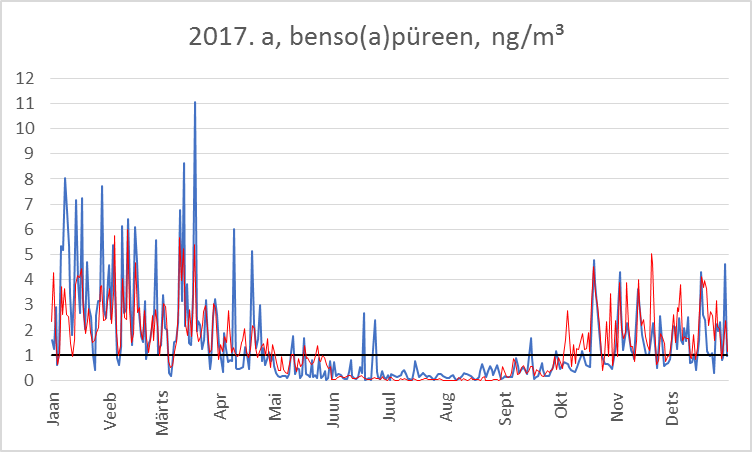 2017. a, benso(a)püreen, ng/m³
12
11
10
9
8
7
6
5
4
3
2
1
0
Jaan
Veeb
Märts
Apr
Mai
Juun
Juul
Aug
Sept
Okt
Nov
Dets